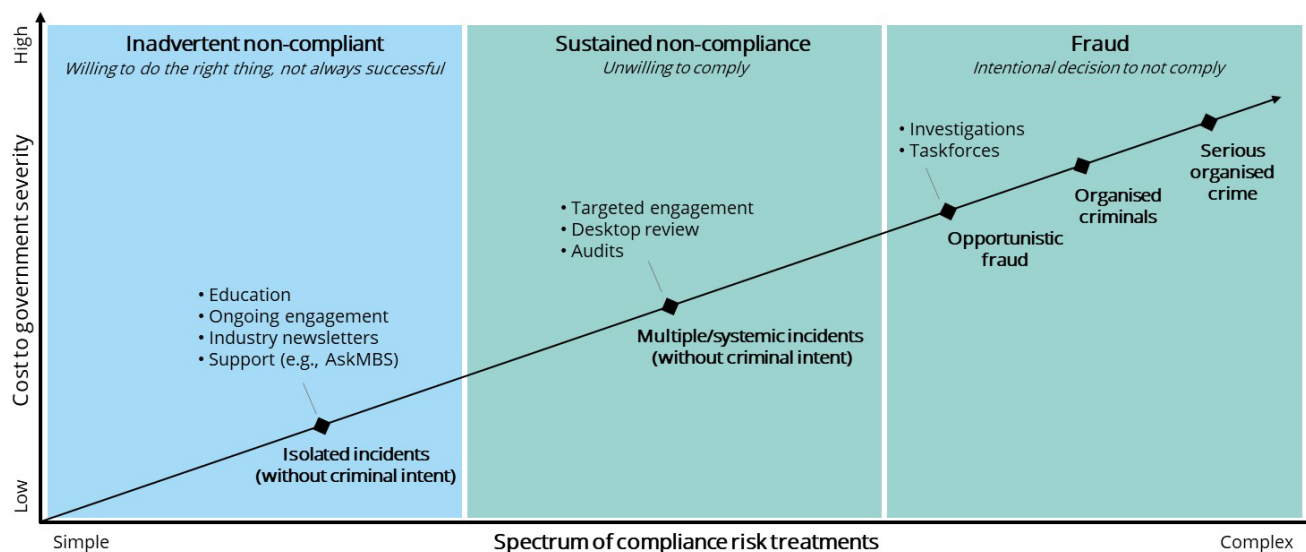 High
Cost to government severity
Low
Inadvertent non-compliant
Willing to do the right thing, not always successful
• Education
• Ongoing engagement
• Industry newsletters
• Support (e.g., AskMBS)
Isolated incidents
(without criminal intent)
Sustained non-compliance
Unwilling to comply
• Targeted engagement
• Desktop review
• Audits
Multiple/systemic incidents
(without criminal intent)
Fraud
Intentional decision to not comply
• Investigations
• Taskforces
Opportunistic
fraud
Organised
criminals
Serious
organised
crime
Simple
Spectrum of compliance risk treatments
Complex